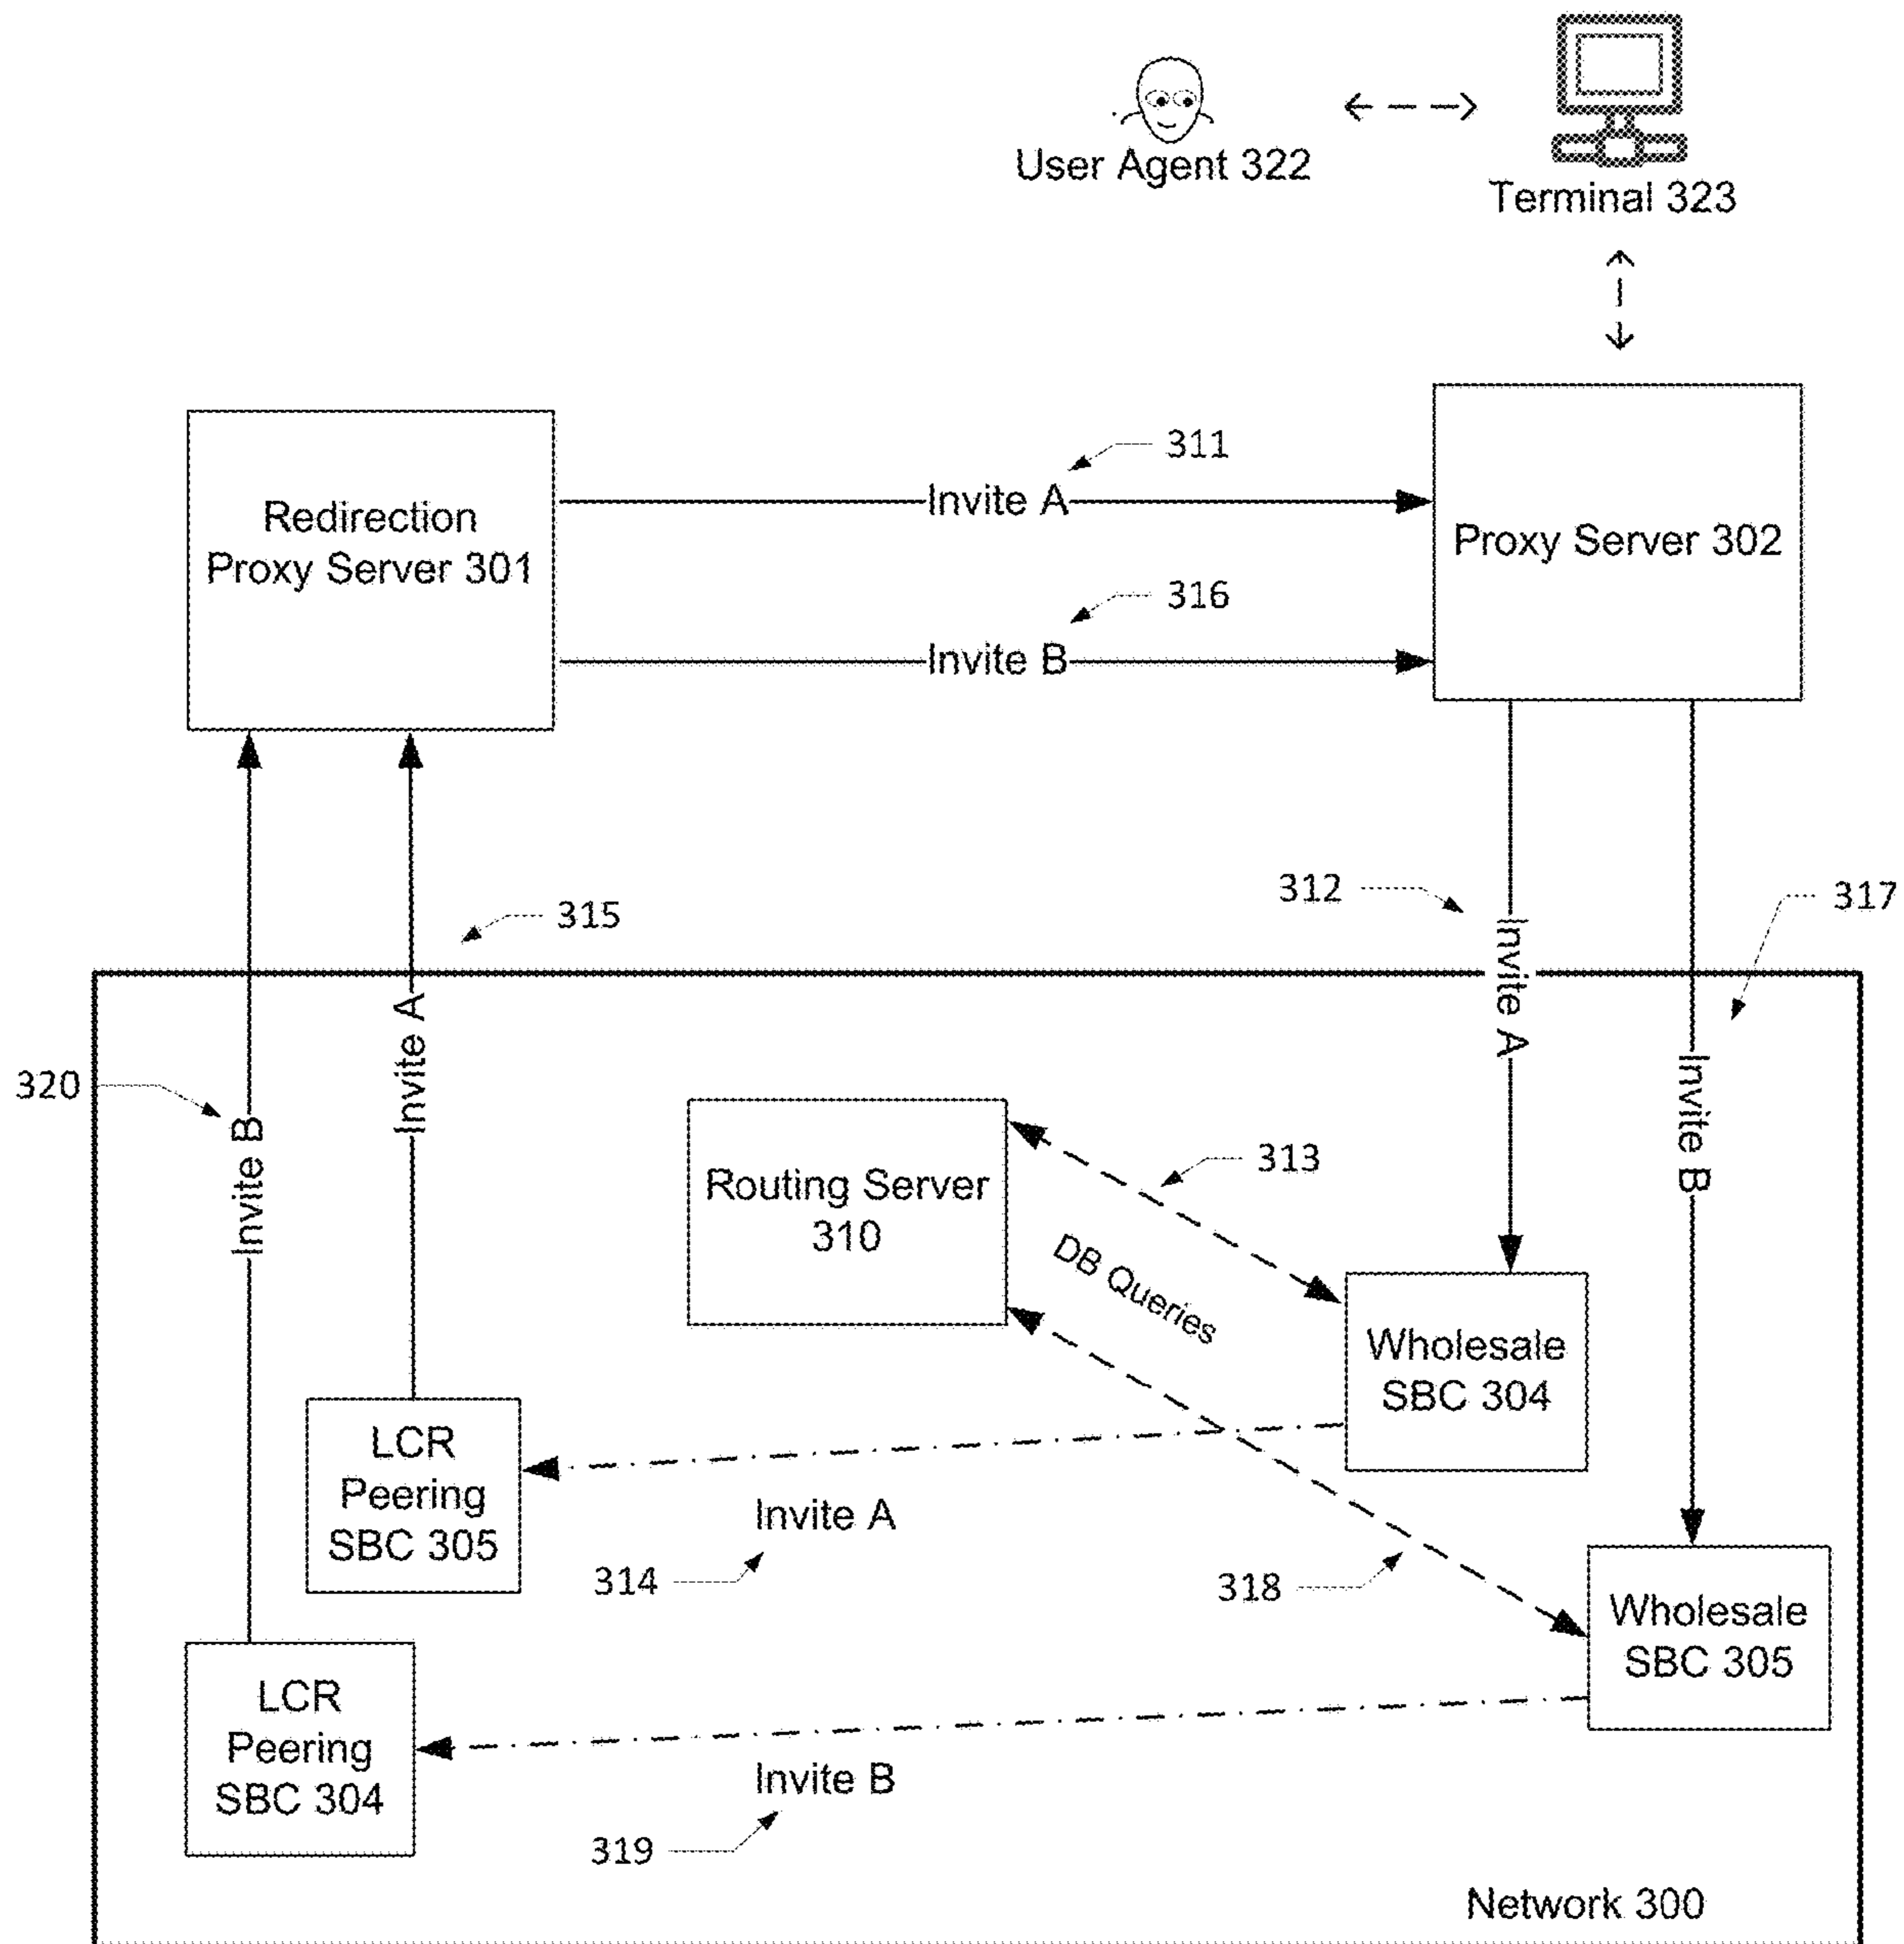 User Agent 322
Terminal 323
311
Invite A
Redirection
Proxy Server 301
Proxy Server 302
316
Invite B
312
317
315
Invite A
Invite A
320
Invite B
Invite B
313
Routing Server
310
DB Queries
Wholesale
SBC 304
LCR
Peering
SBC 305
Invite A
314
318
Wholesale
SBC 305
LCR
Peering
SBC 304
Invite B
319
Network 300